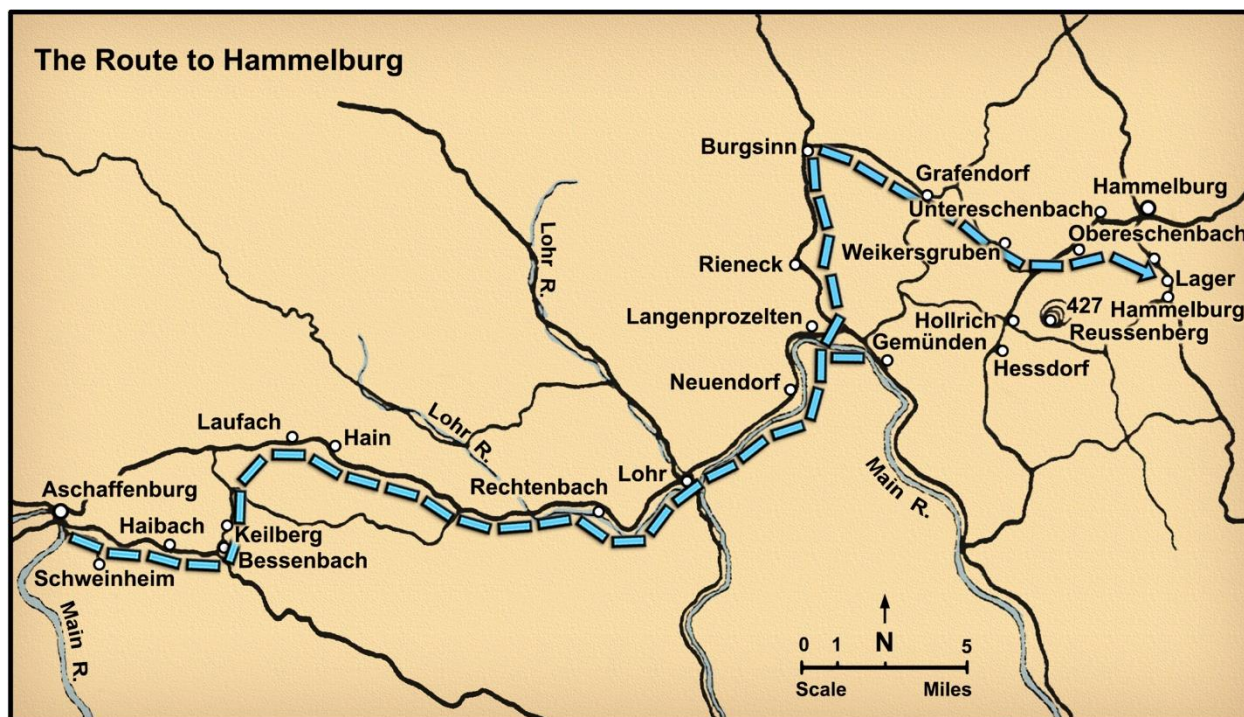 The Route to Hammelburg
Burgsinn
Grafendorf
Hammelburg
Untereschenbach
Obereschenbach
Weikersgruben
Lohr R.
Rieneck
Lager
427
Hammelburg
Langenprozelten
Hollrich
Reussenberg
Gemünden
Hessdorf
Neuendorf
Laufach
Hain
Lohr R.
Lohr
Rechtenbach
Main R.
Aschaffenburg
Haibach
Keilberg
Bessenbach
Schweinheim
Main R.
0 1 N 5
Scale Miles